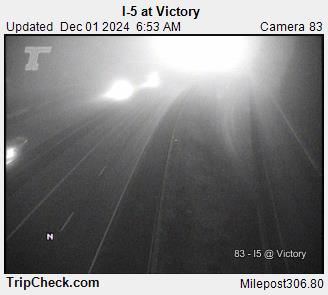 I-5 at Victory
Updated Dec 01 2024 6:53 AM Camera 83
T
N
83 - I5 @ Victory
TripCheck.com Milepost306.80